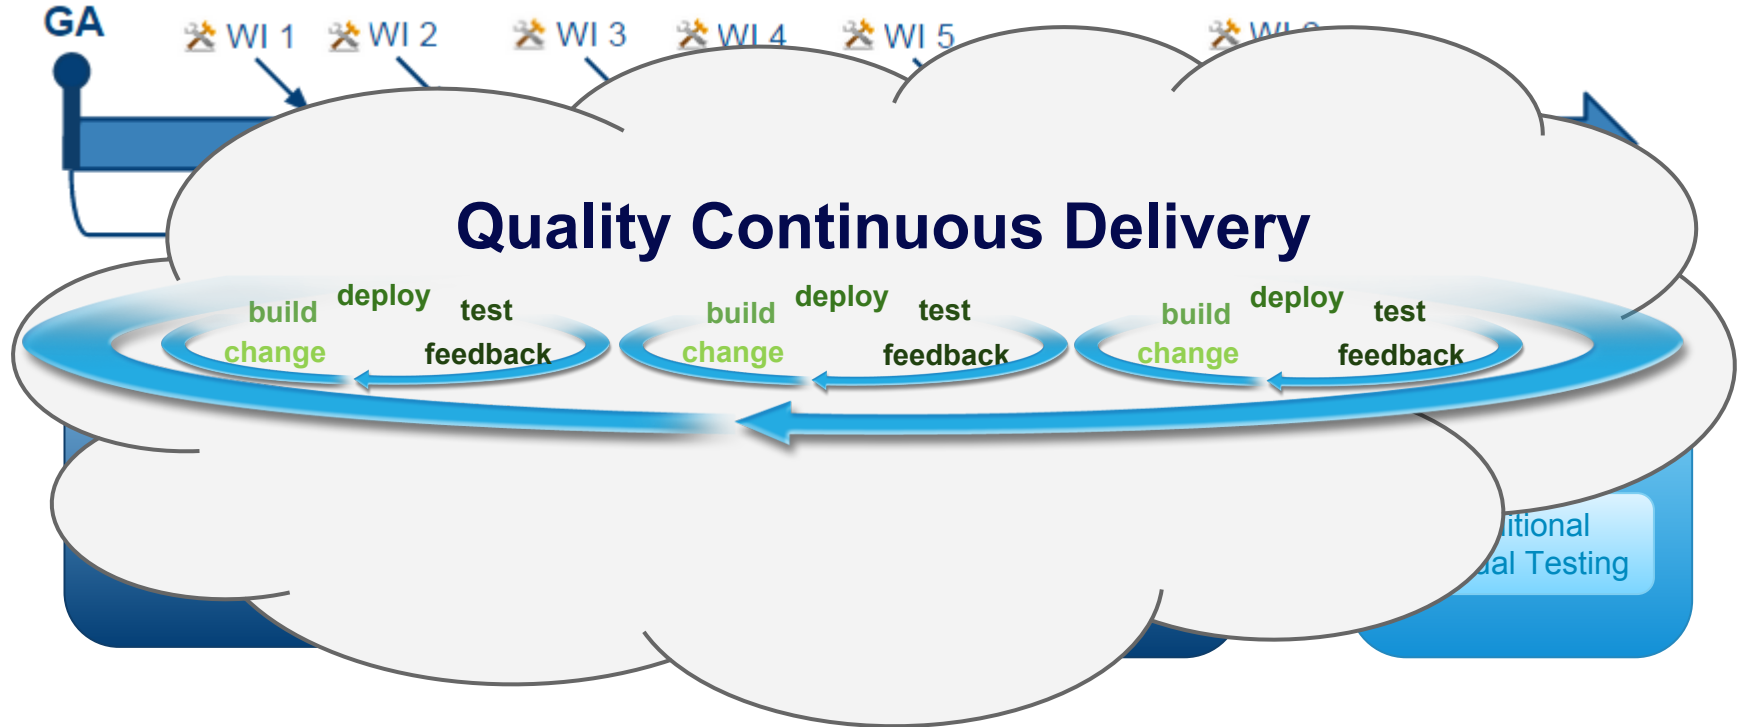 GA
WI 1
WI 2
WI 3
WI 4
WI 5
WI
Quality Continuous Delivery
build deploy test
change feedback
build deploy test
change feedback
build deploy test
change feedback
itional
Testing